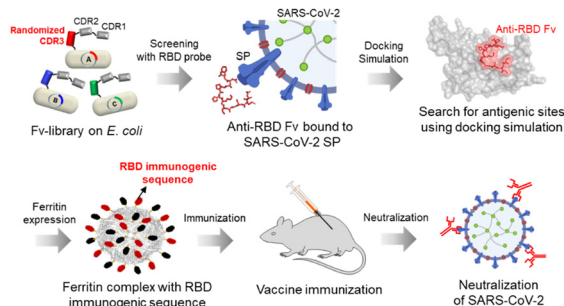 Randomized
CDR3
CDR2
CDR1
A
B
C
Fv-library on E. coli
Screening
with RBD probe
SARS-CoV-2
SP
Anti-RBD Fv bound to
SARS-CoV-2 SP
Docking
Simulation
Anti-RBD Fv
Search for antigenic sites
using docking simulation
Ferritin
expression
RBD immunogenic
sequence
Ferritin complex with RBD
immunogenic sequence
Immunization
Vaccine immunization
Neutralization
Neutralization
of SARS-CoV-2